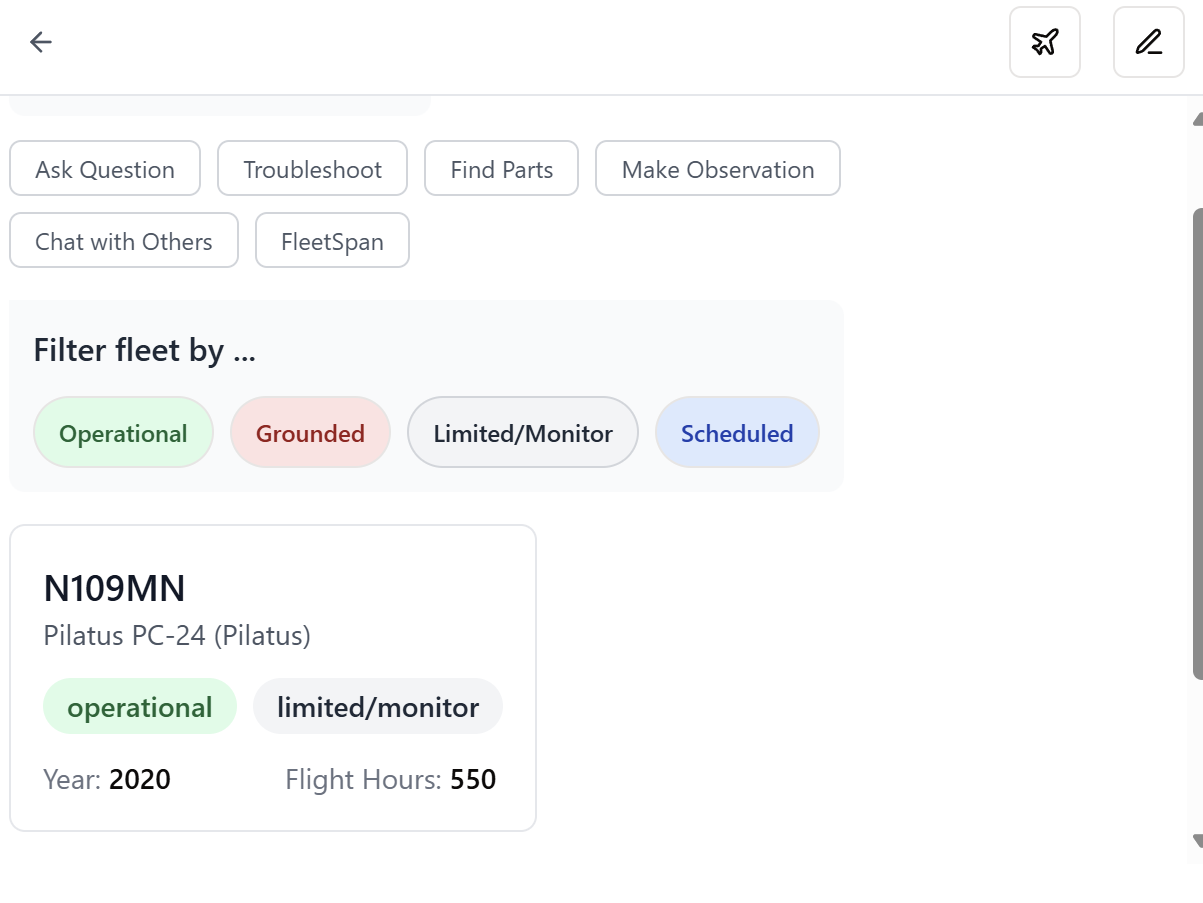 Ask Question Troubleshoot Find Parts Make Observation
Chat with Others FleetSpan
Filter fleet by ...
Operational Grounded Limited/Monitor Scheduled
N109MN
Pilatus PC-24 (Pilatus)
operational limited/monitor
Year: 2020 Flight Hours: 550